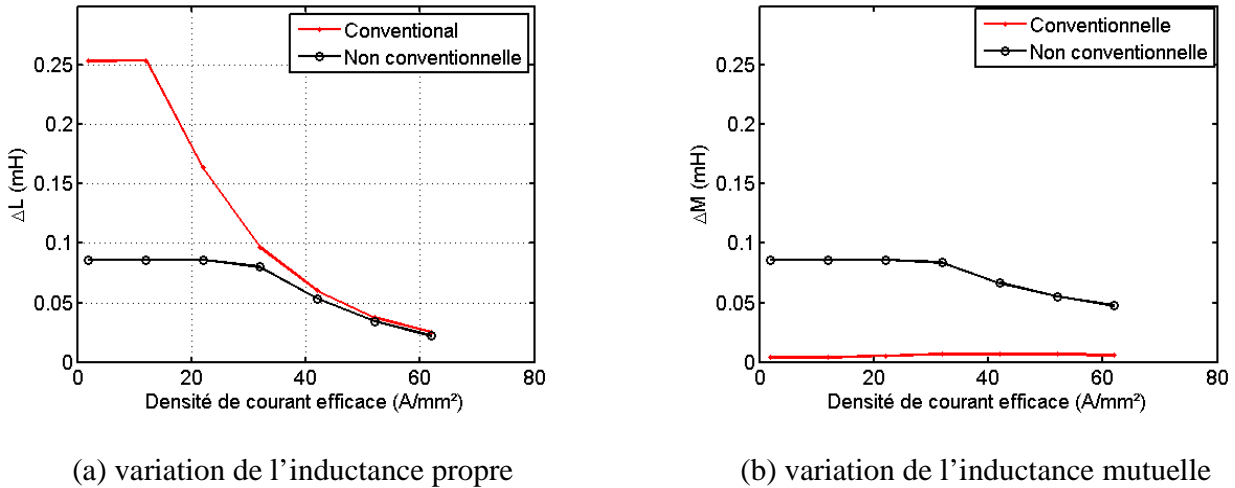 Conventional
Non conventionnelle
0.25
0.2
0.15
0.1
0.05
0
ΔL (mH)
0
20
40
60
80
Densité de courant efficace (A/mm²)
(a) variation de l’inductance propre
Conventionnelle
Non conventionnelle
0.25
0.2
0.15
0.1
0.05
0
ΔM (mH)
0
20
40
60
80
Densité de courant efficace (A/mm²)
(b) variation de l’inductance mutuelle